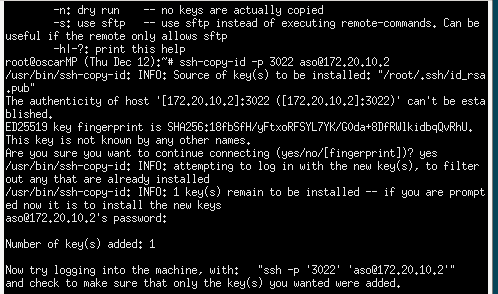 -n: dry run    -- no keys are actually copied
-s: use sftp   -- use sftp instead of executing remote-commands. Can be
useful if the remote only allows sftp
-h|-?: print this help
root@oscarMP (Thu Dec 12):~# ssh-copy-id -p 3022 aso@172.20.10.2
/usr/bin/ssh-copy-id: INFO: Source of key(s) to be installed: "/root/.ssh/id_rsa
.pub"
The authenticity of host '[172.20.10.2]:3022 ([172.20.10.2]:3022)' can't be esta
blished.
ED25519 key fingerprint is SHA256:18fbSfH/yFtxoRFSYL7YK/GOda+8DfRWlkidbqQvRhU.
This key is not known by any other names.
Are you sure you want to continue connecting (yes/no/[fingerprint])? yes
/usr/bin/ssh-copy-id: INFO: attempting to log in with the new key(s), to filter
out any that are already installed
/usr/bin/ssh-copy-id: INFO: 1 key(s) remain to be installed -- if you are prompt
ed now it is to install the new keys
aso@172.20.10.2's password:
Number of key(s) added: 1
Now try logging into the machine, with:   "ssh -p '3022' 'aso@172.20.10.2'"
and check to make sure that only the key(s) you wanted were added.